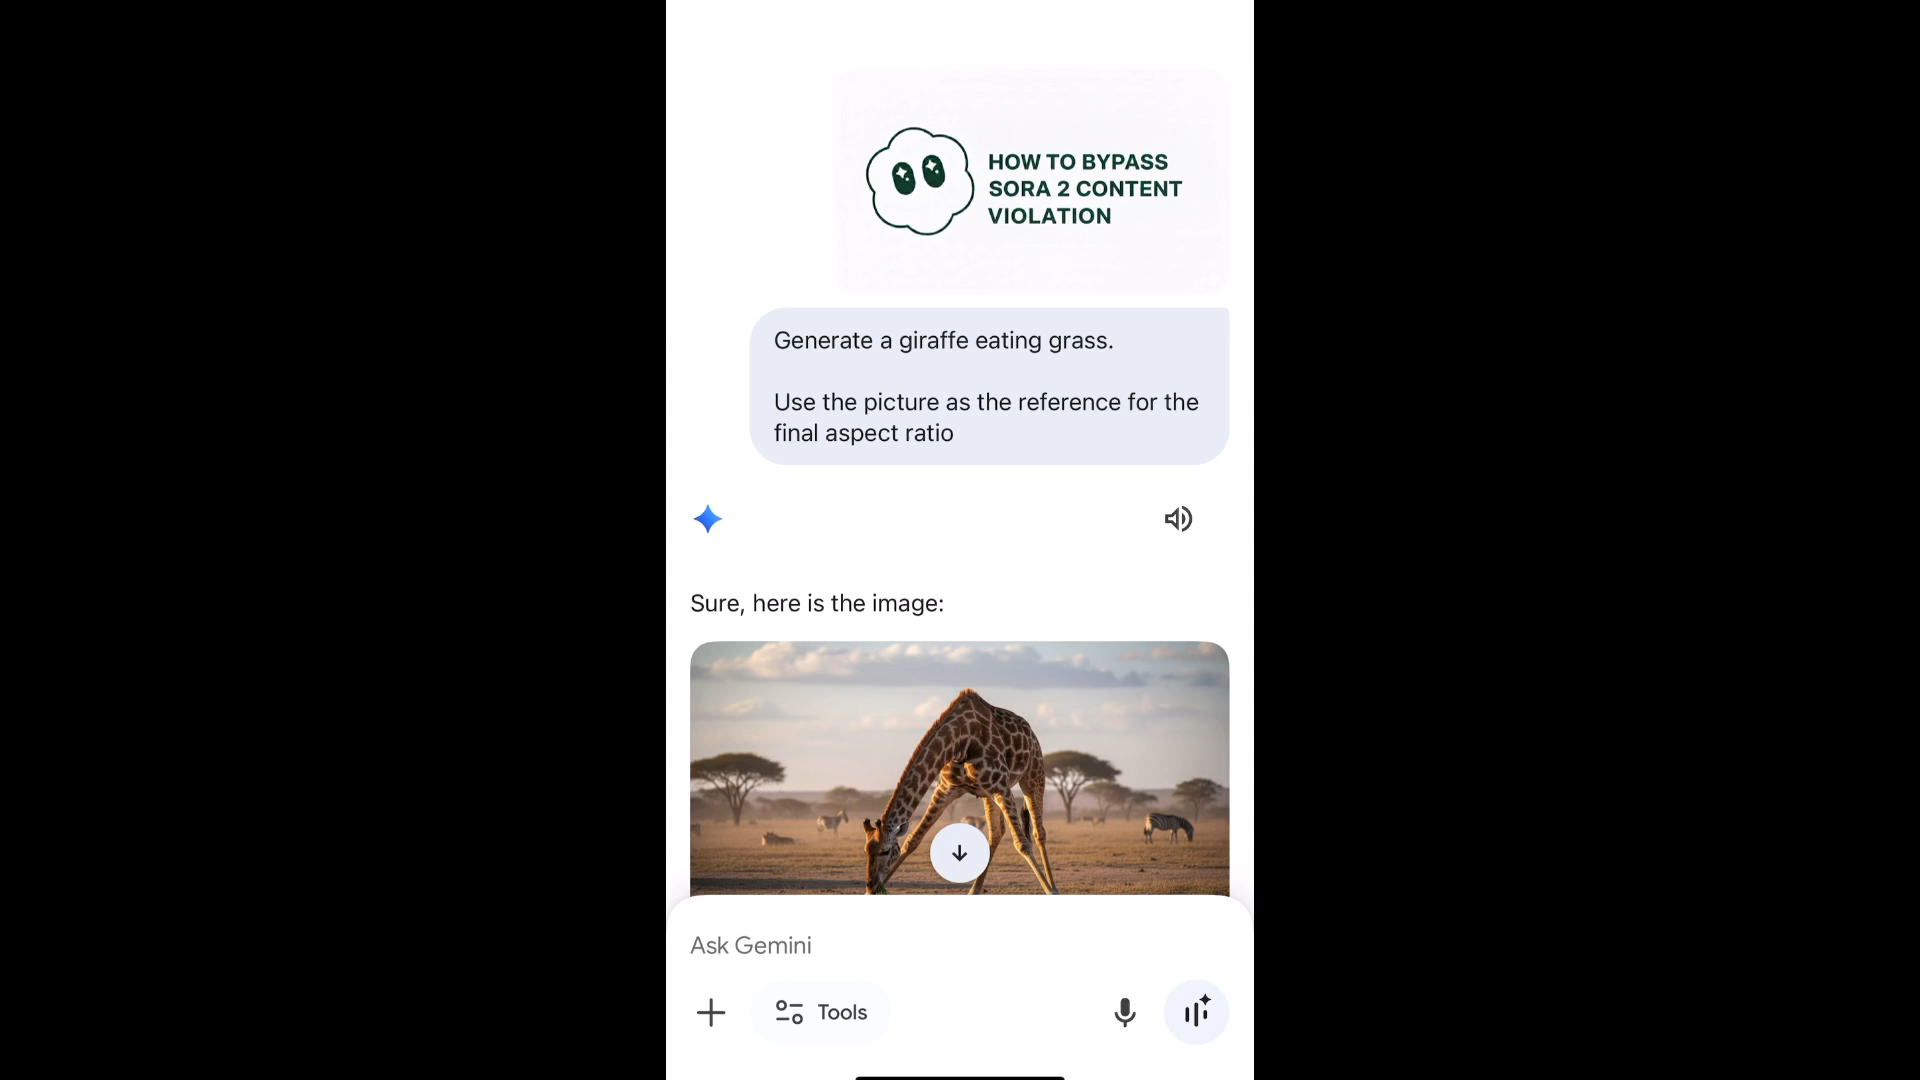 HOW TO BYPASS
SORA 2 CONTENT
VIOLATION
Generate a giraffe eating grass.
Use the picture as the reference for the
final aspect ratio
Sure, here is the image:
Ask Gemini
Tools